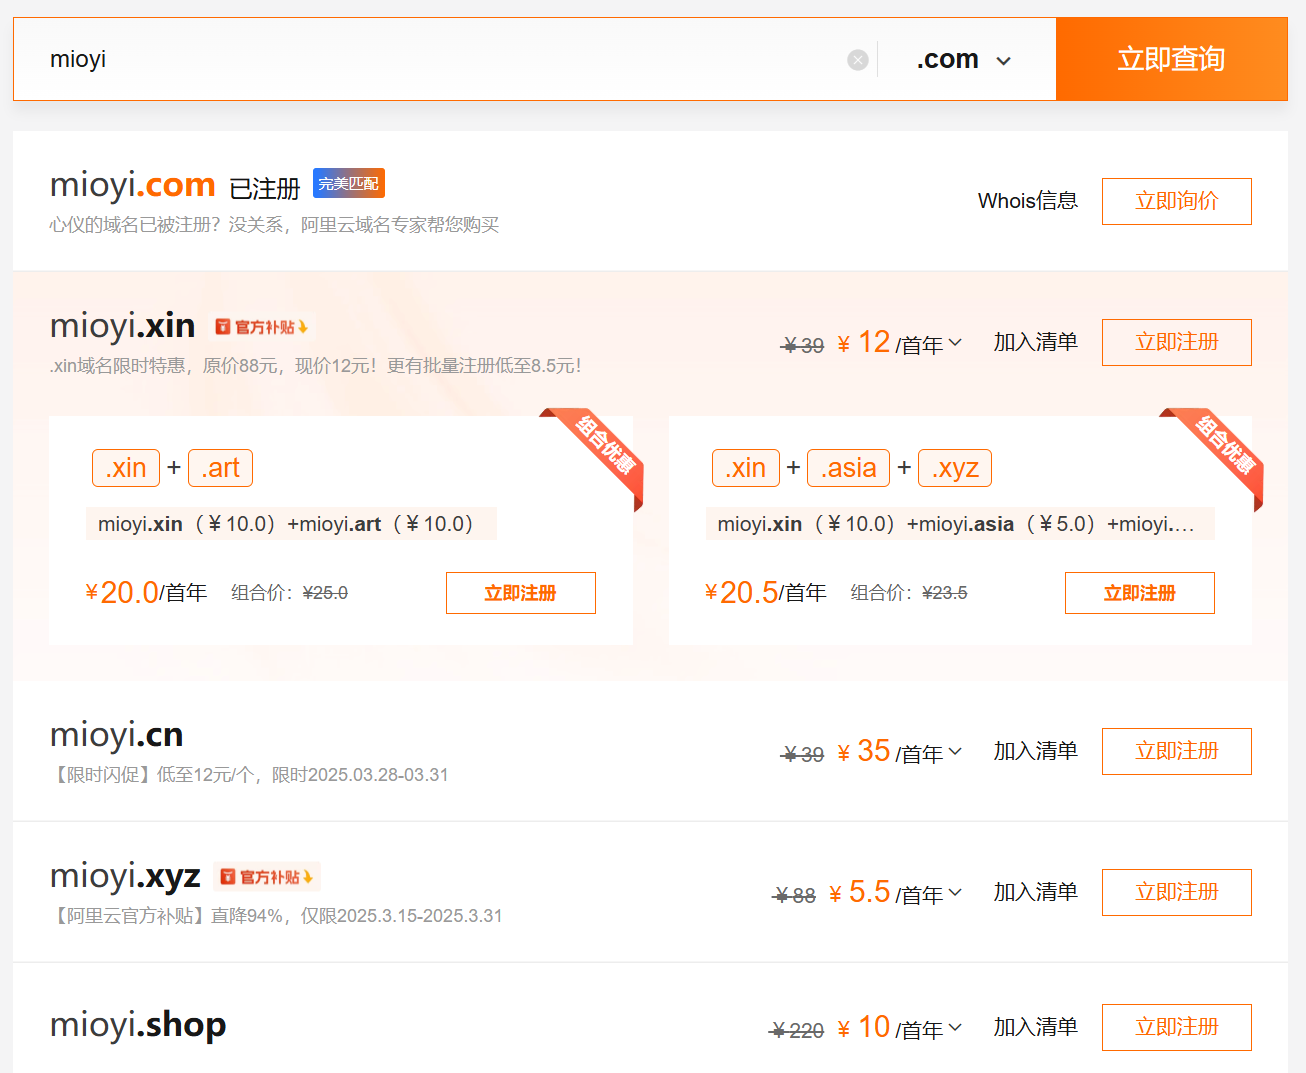 mioyi .com 立即查询
mioyi.com 已注册 完美匹配
心仪的域名已被注册？没关系，阿里云域名专家帮您购买
Whois信息 立即询价
mioyi.xin 官方补贴
.xin域名限时特惠，原价88元，现价12元！更有批量注册低至8.5元！
¥39 ¥ 12 /首年 加入清单 立即注册
组合优惠
.xin + .art
mioyi.xin（¥10.0）+mioyi.art（¥10.0）
¥20.0/首年 组合价：¥25.0 立即注册
组合优惠
.xin + .asia + .xyz
mioyi.xin（¥10.0）+mioyi.asia（¥5.0）+mioyi....
¥20.5/首年 组合价：¥23.5 立即注册
mioyi.cn
【限时闪促】低至12元/个，限时2025.03.28-03.31
¥39 ¥ 35 /首年 加入清单 立即注册
mioyi.xyz 官方补贴
【阿里云官方补贴】直降94%，仅限2025.3.15-2025.3.31
¥88 ¥ 5.5 /首年 加入清单 立即注册
mioyi.shop
¥220 ¥ 10 /首年 加入清单 立即注册